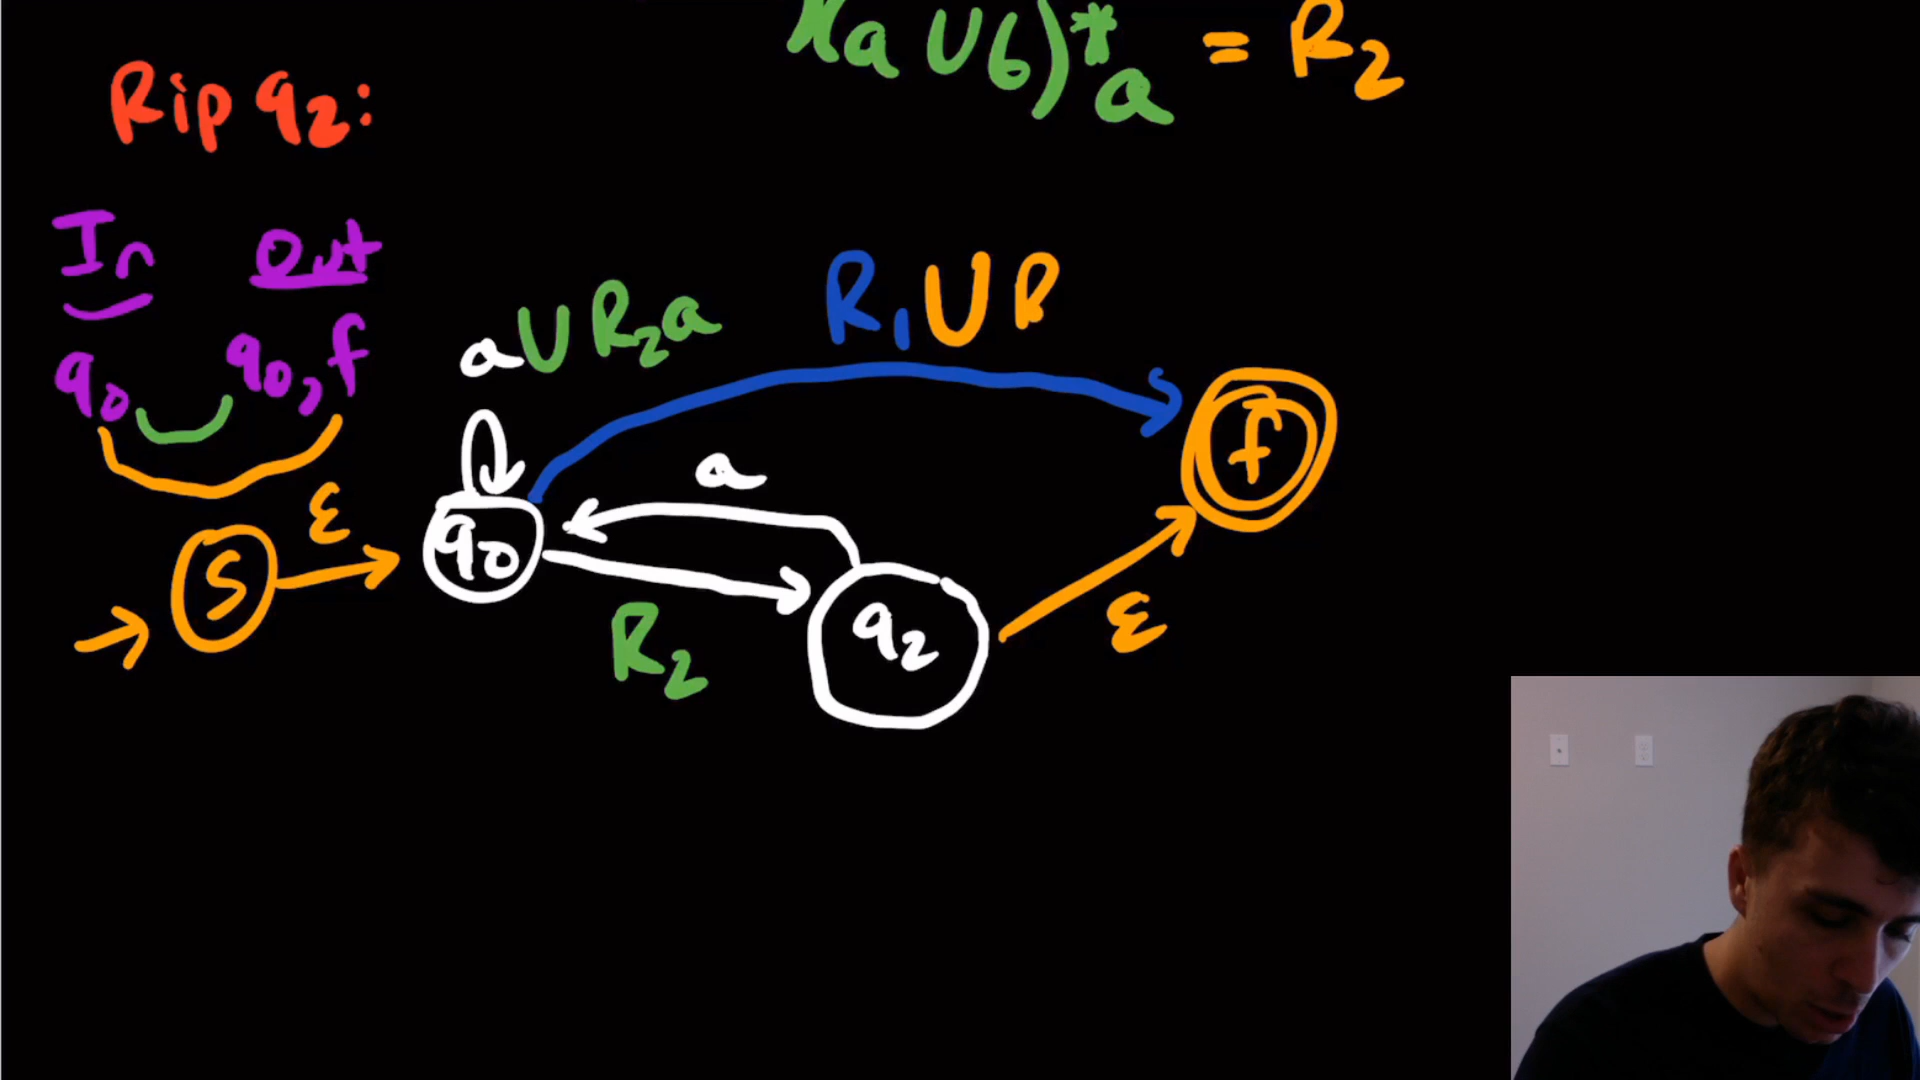 (a ∪ b)* a = R₂
Rip q₂:
In Out
q₀ q₀, f
a ∪ R₂a
R₁ ∪ R
f
a
ε
S
q₀
q₂
R₂
ε